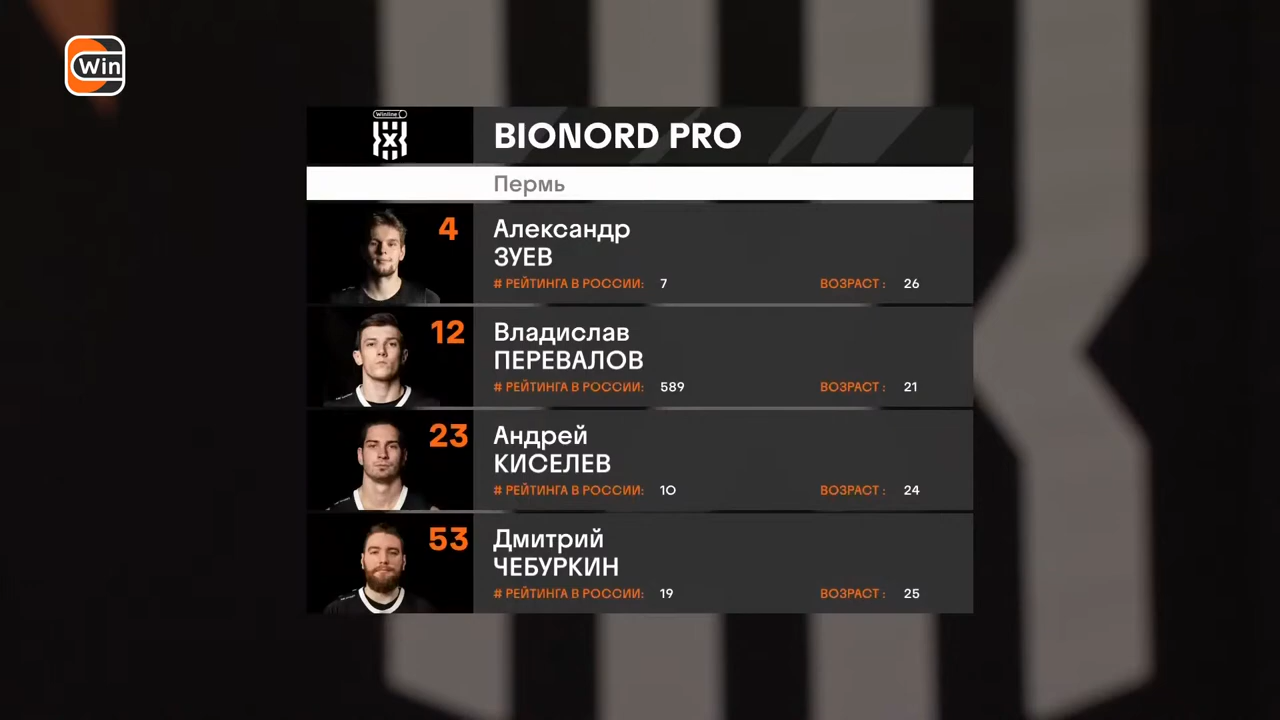 Win
Winline
BIONORD PRO
Пермь
4
Александр
ЗУЕВ
# РЕЙТИНГА В РОССИИ: 7 ВОЗРАСТ : 26
12
Владислав
ПЕРЕВАЛОВ
# РЕЙТИНГА В РОССИИ: 589 ВОЗРАСТ : 21
23
Андрей
КИСЕЛЕВ
# РЕЙТИНГА В РОССИИ: 10 ВОЗРАСТ : 24
53
Дмитрий
ЧЕБУРКИН
# РЕЙТИНГА В РОССИИ: 19 ВОЗРАСТ : 25